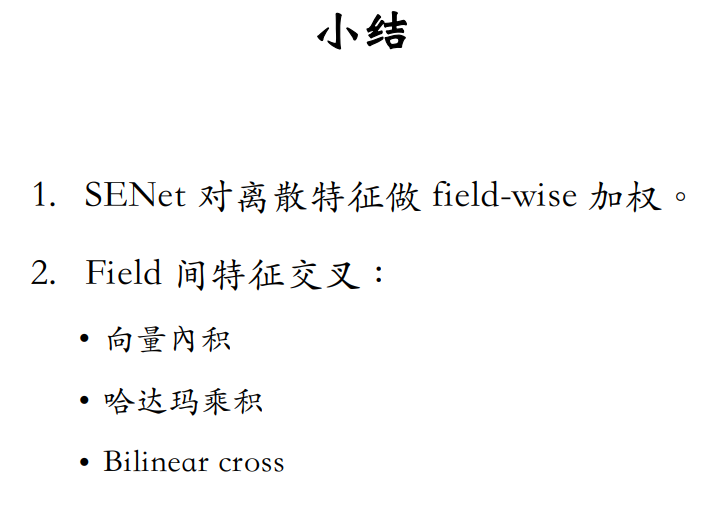 小结
1. SENet 对离散特征做 field-wise 加权。
2. Field 间特征交叉：
• 向量內积
• 哈达玛乘积
• Bilinear cross